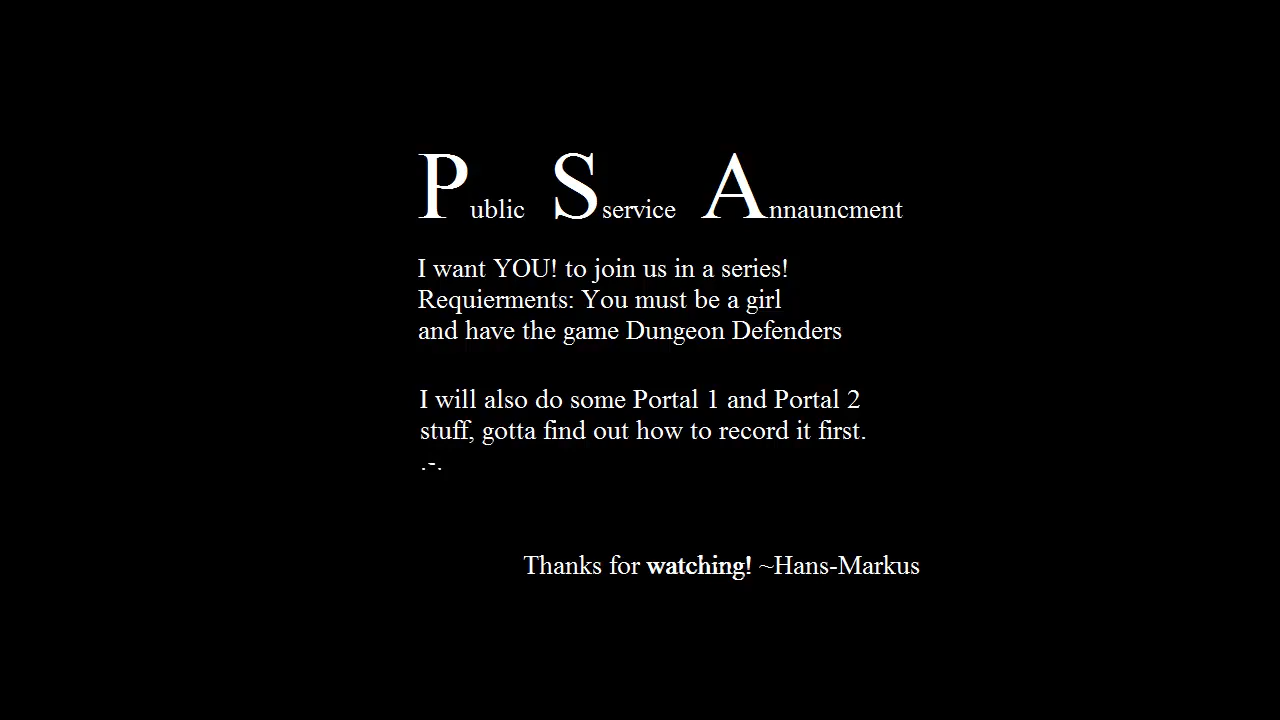 Public Sservice Annauncment
I want YOU! to join us in a series!
Requierments: You must be a girl
and have the game Dungeon Defenders
I will also do some Portal 1 and Portal 2
stuff, gotta find out how to record it first.
.-.
Thanks for watching! ~Hans-Markus